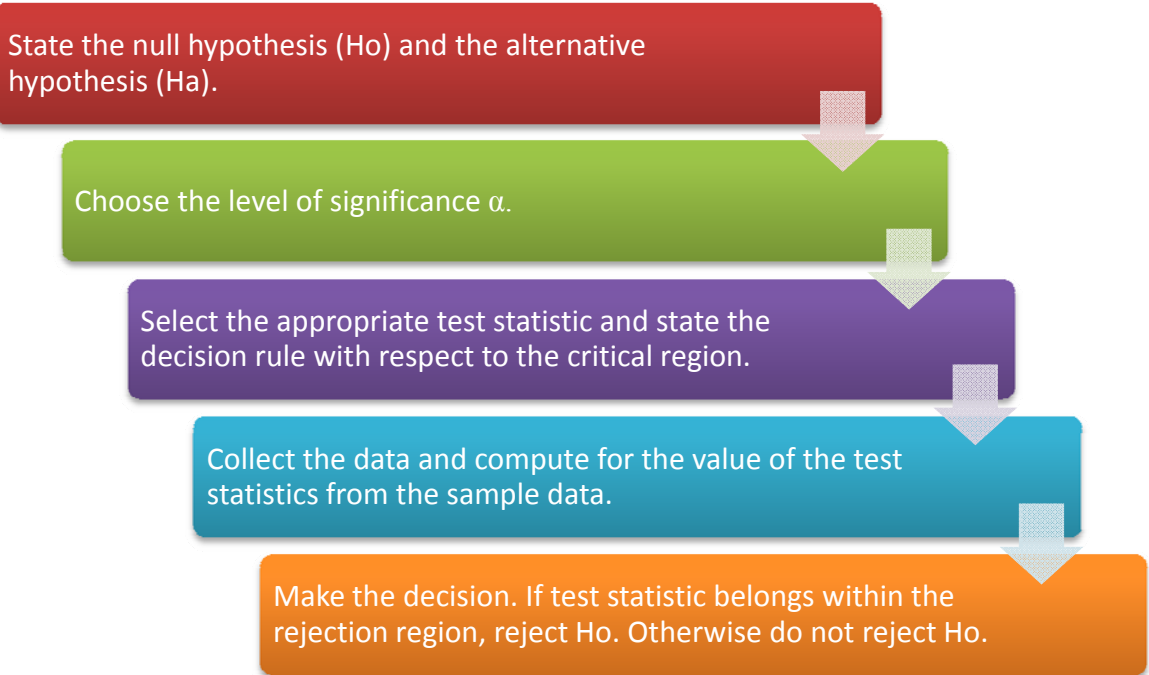 State the null hypothesis (Ho) and the alternative
hypothesis (Ha).
Choose the level of significance α.
Select the appropriate test statistic and state the
decision rule with respect to the critical region.
Collect the data and compute for the value of the test
statistics from the sample data.
Make the decision. If test statistic belongs within the
rejection region, reject Ho. Otherwise do not reject Ho.